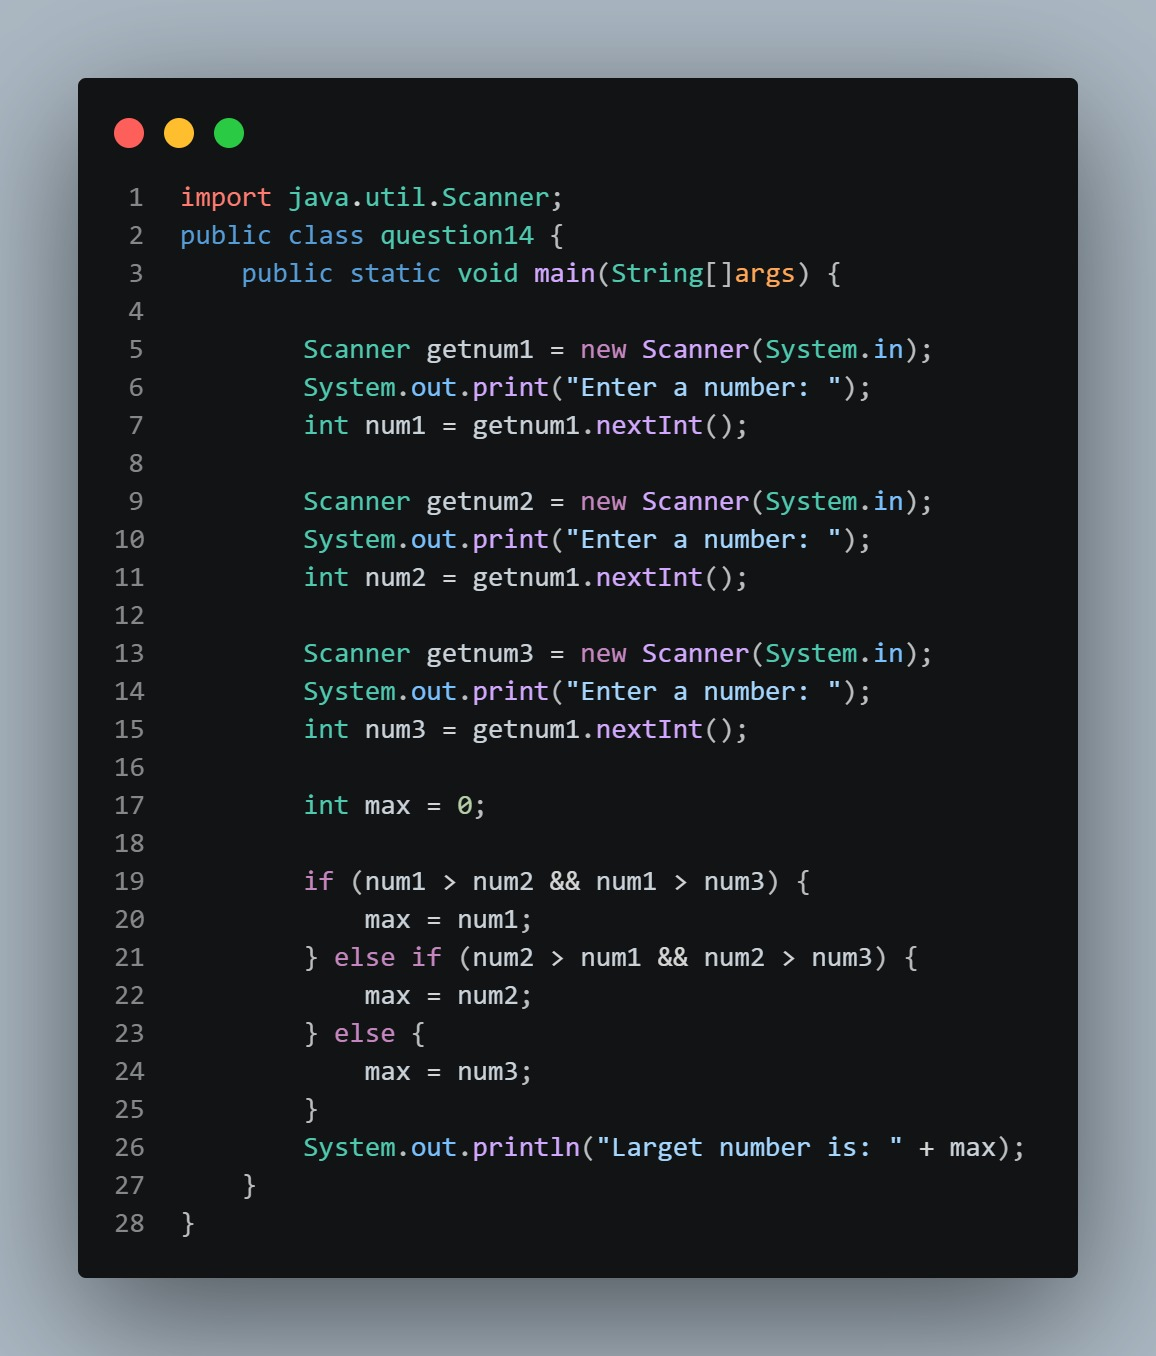 1 import java.util.Scanner;
2 public class question14 {
3     public static void main(String[]args) {
4
5         Scanner getnum1 = new Scanner(System.in);
6         System.out.print("Enter a number: ");
7         int num1 = getnum1.nextInt();
8
9         Scanner getnum2 = new Scanner(System.in);
10         System.out.print("Enter a number: ");
11         int num2 = getnum1.nextInt();
12
13         Scanner getnum3 = new Scanner(System.in);
14         System.out.print("Enter a number: ");
15         int num3 = getnum1.nextInt();
16
17         int max = 0;
18
19         if (num1 > num2 && num1 > num3) {
20             max = num1;
21         } else if (num2 > num1 && num2 > num3) {
22             max = num2;
23         } else {
24             max = num3;
25         }
26         System.out.println("Larget number is: " + max);
27     }
28 }